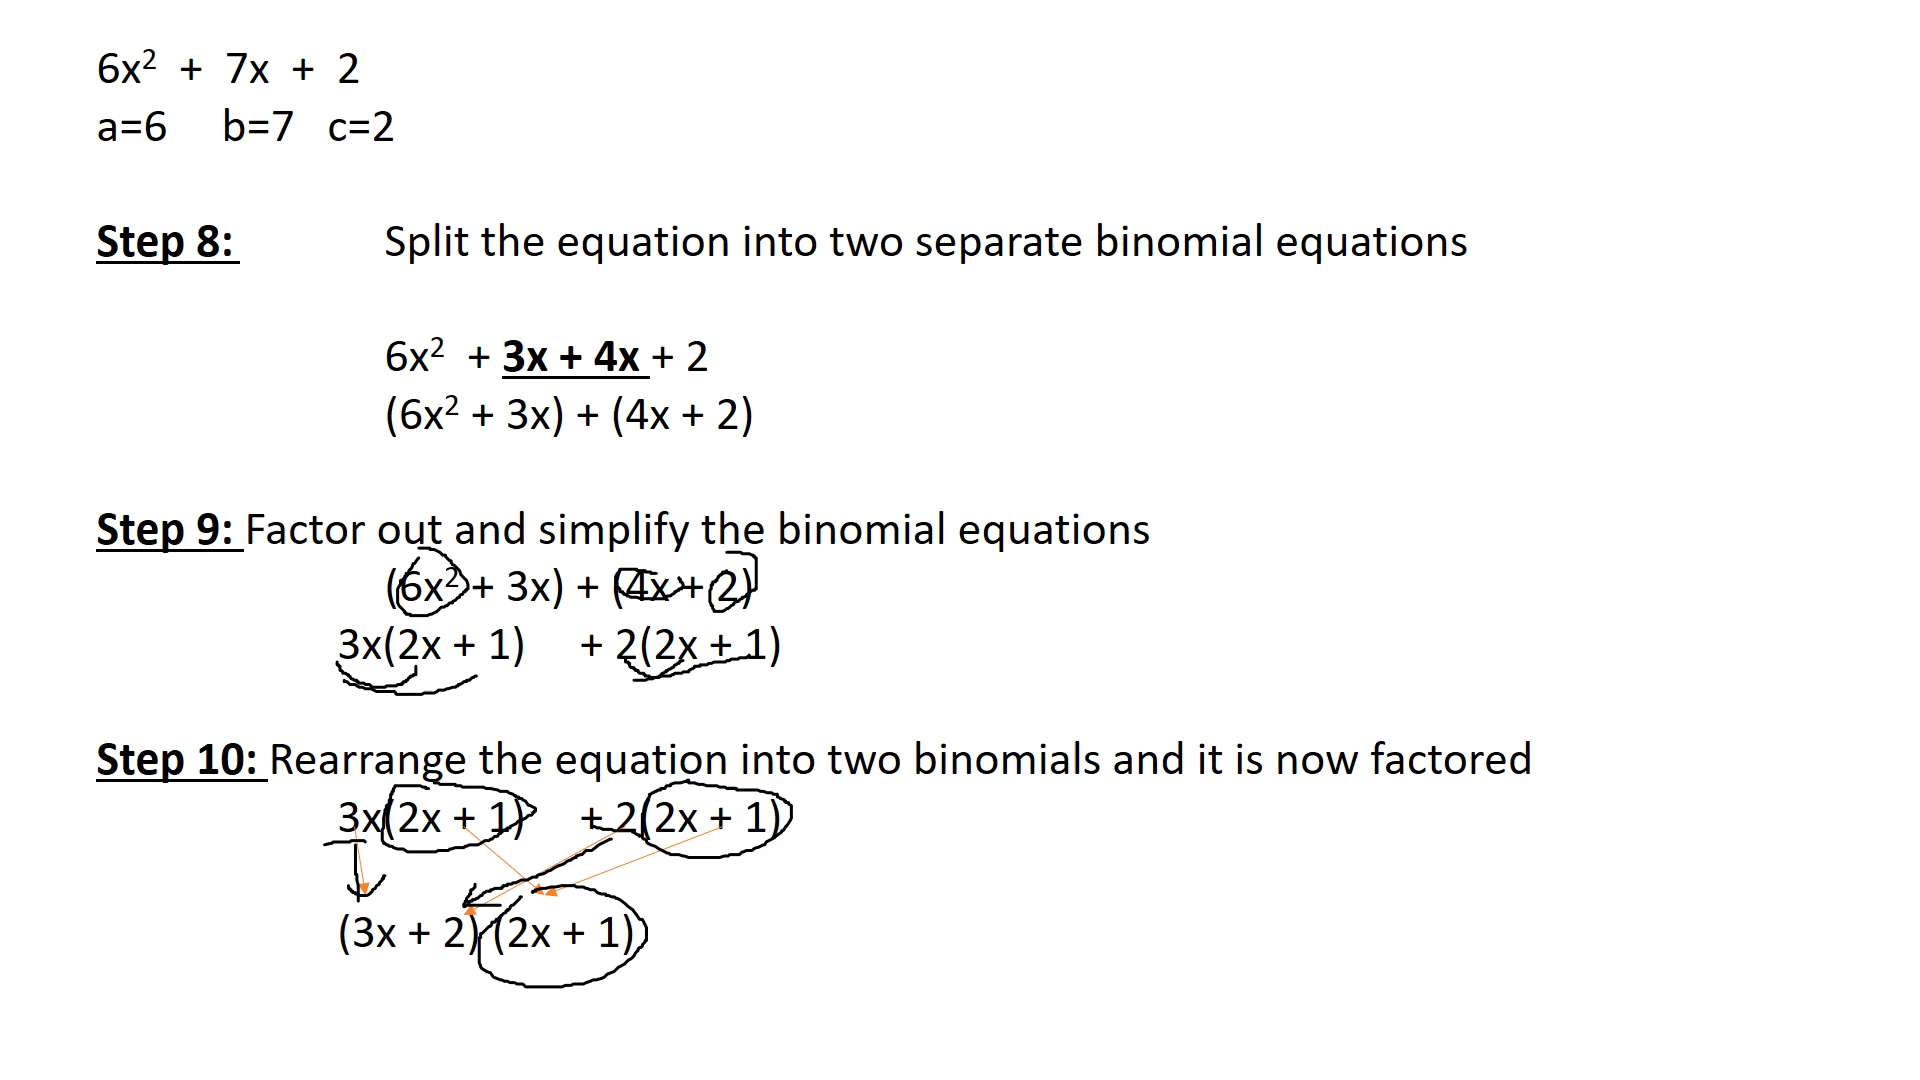 6x² + 7x + 2
a=6 b=7 c=2
Step 8: Split the equation into two separate binomial equations
6x² + 3x + 4x + 2
(6x² + 3x) + (4x + 2)
Step 9: Factor out and simplify the binomial equations
(6x² + 3x) + (4x + 2)
3x(2x + 1) + 2(2x + 1)
Step 10: Rearrange the equation into two binomials and it is now factored
3x(2x + 1) + 2(2x + 1)
(3x + 2) (2x + 1)